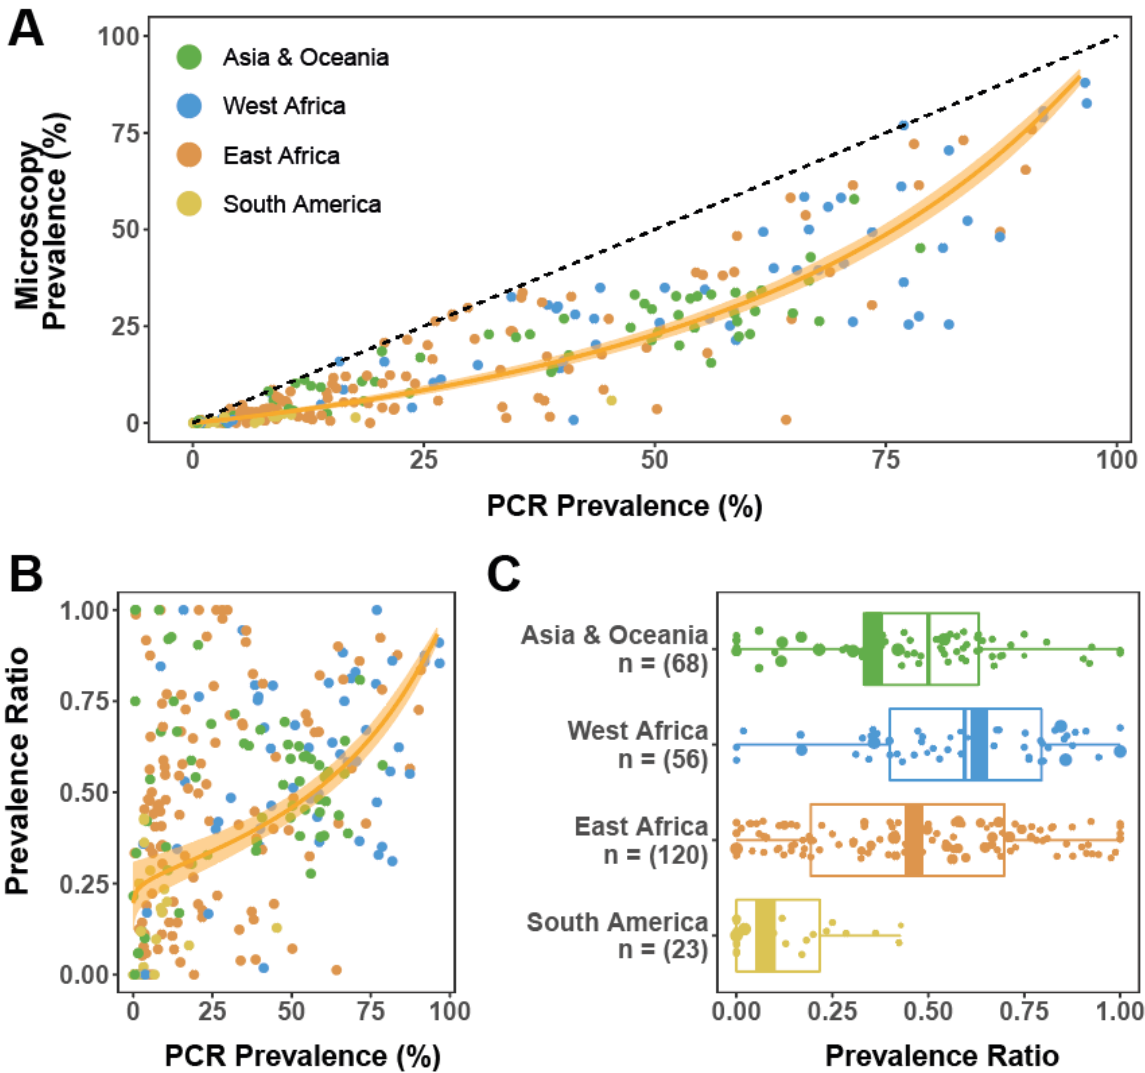 A
Microscopy
Prevalence (%)
100
75
50
25
0
Asia & Oceania
West Africa
East Africa
South America
0 25 50 75 100
PCR Prevalence (%)
B
Prevalence Ratio
1.00
0.75
0.50
0.25
0.00
0 25 50 75 100
PCR Prevalence (%)
C
Asia & Oceania
n = (68)
West Africa
n = (56)
East Africa
n = (120)
South America
n = (23)
0.00 0.25 0.50 0.75 1.00
Prevalence Ratio